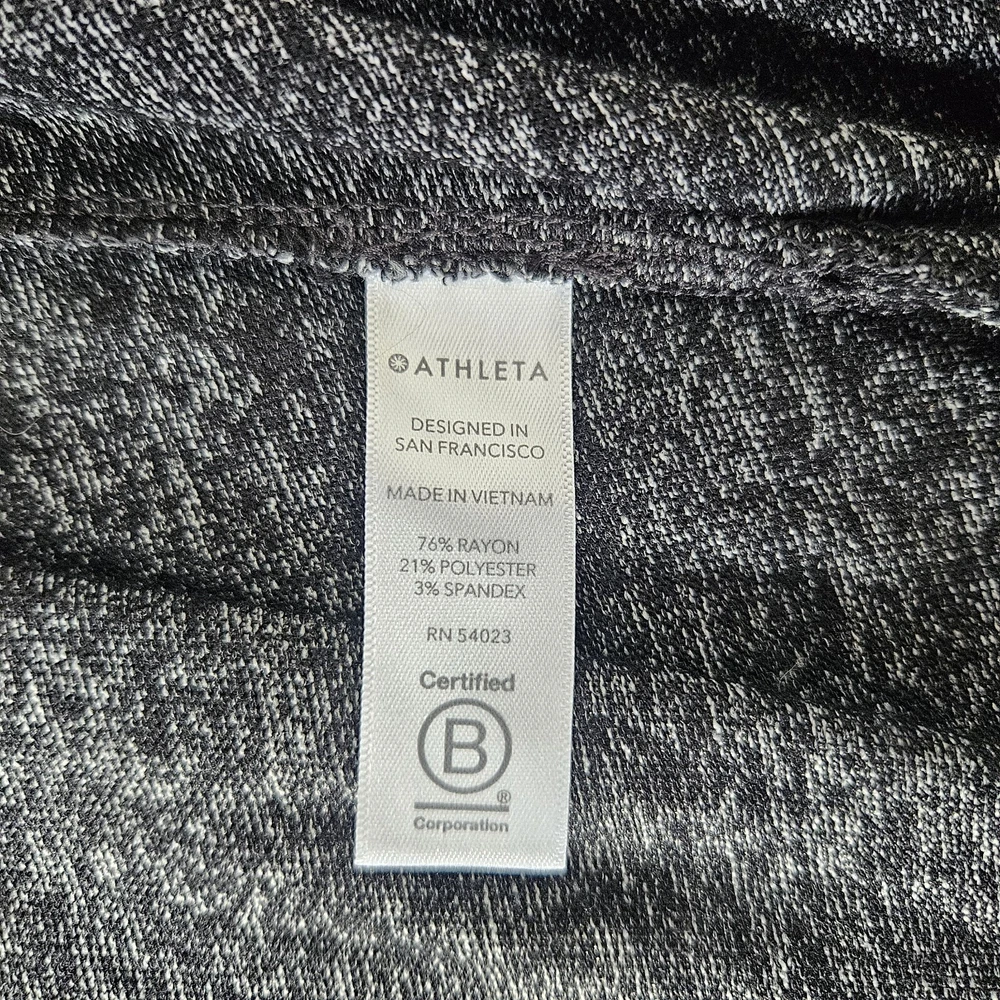 ATHLETA
DESIGNED IN
SAN FRANCISCO
MADE IN VIETNAM
76% RAYON
21% POLYESTER
3% SPANDEX
RN 54023
Certified
B
®
Corporation